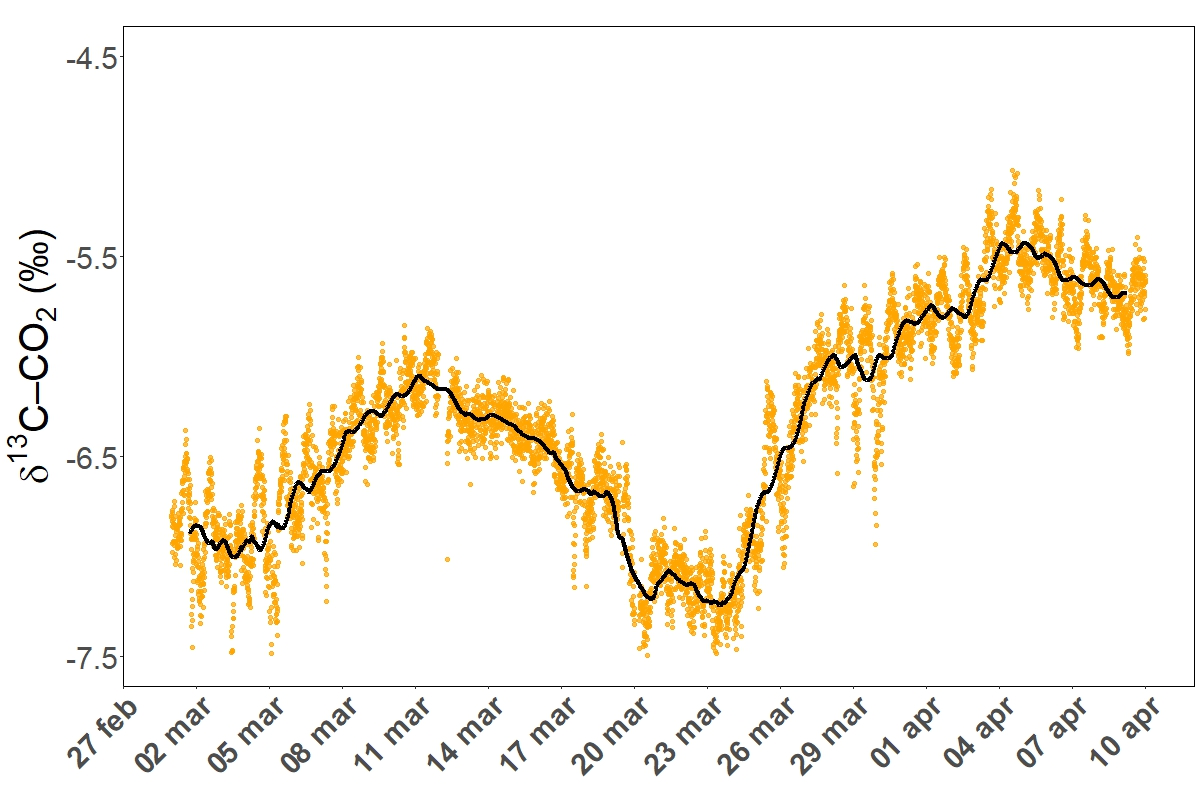 δ¹³C–CO₂ (‰)
-4.5
-5.5
-6.5
-7.5
27 feb
02 mar
05 mar
08 mar
11 mar
14 mar
17 mar
20 mar
23 mar
26 mar
29 mar
01 apr
04 apr
07 apr
10 apr